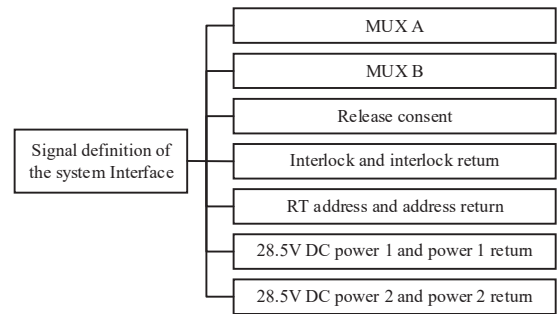 MUX A
MUX B
Release consent
Signal definition of
the system Interface
Interlock and interlock return
RT address and address return
28.5V DC power 1 and power 1 return
28.5V DC power 2 and power 2 return